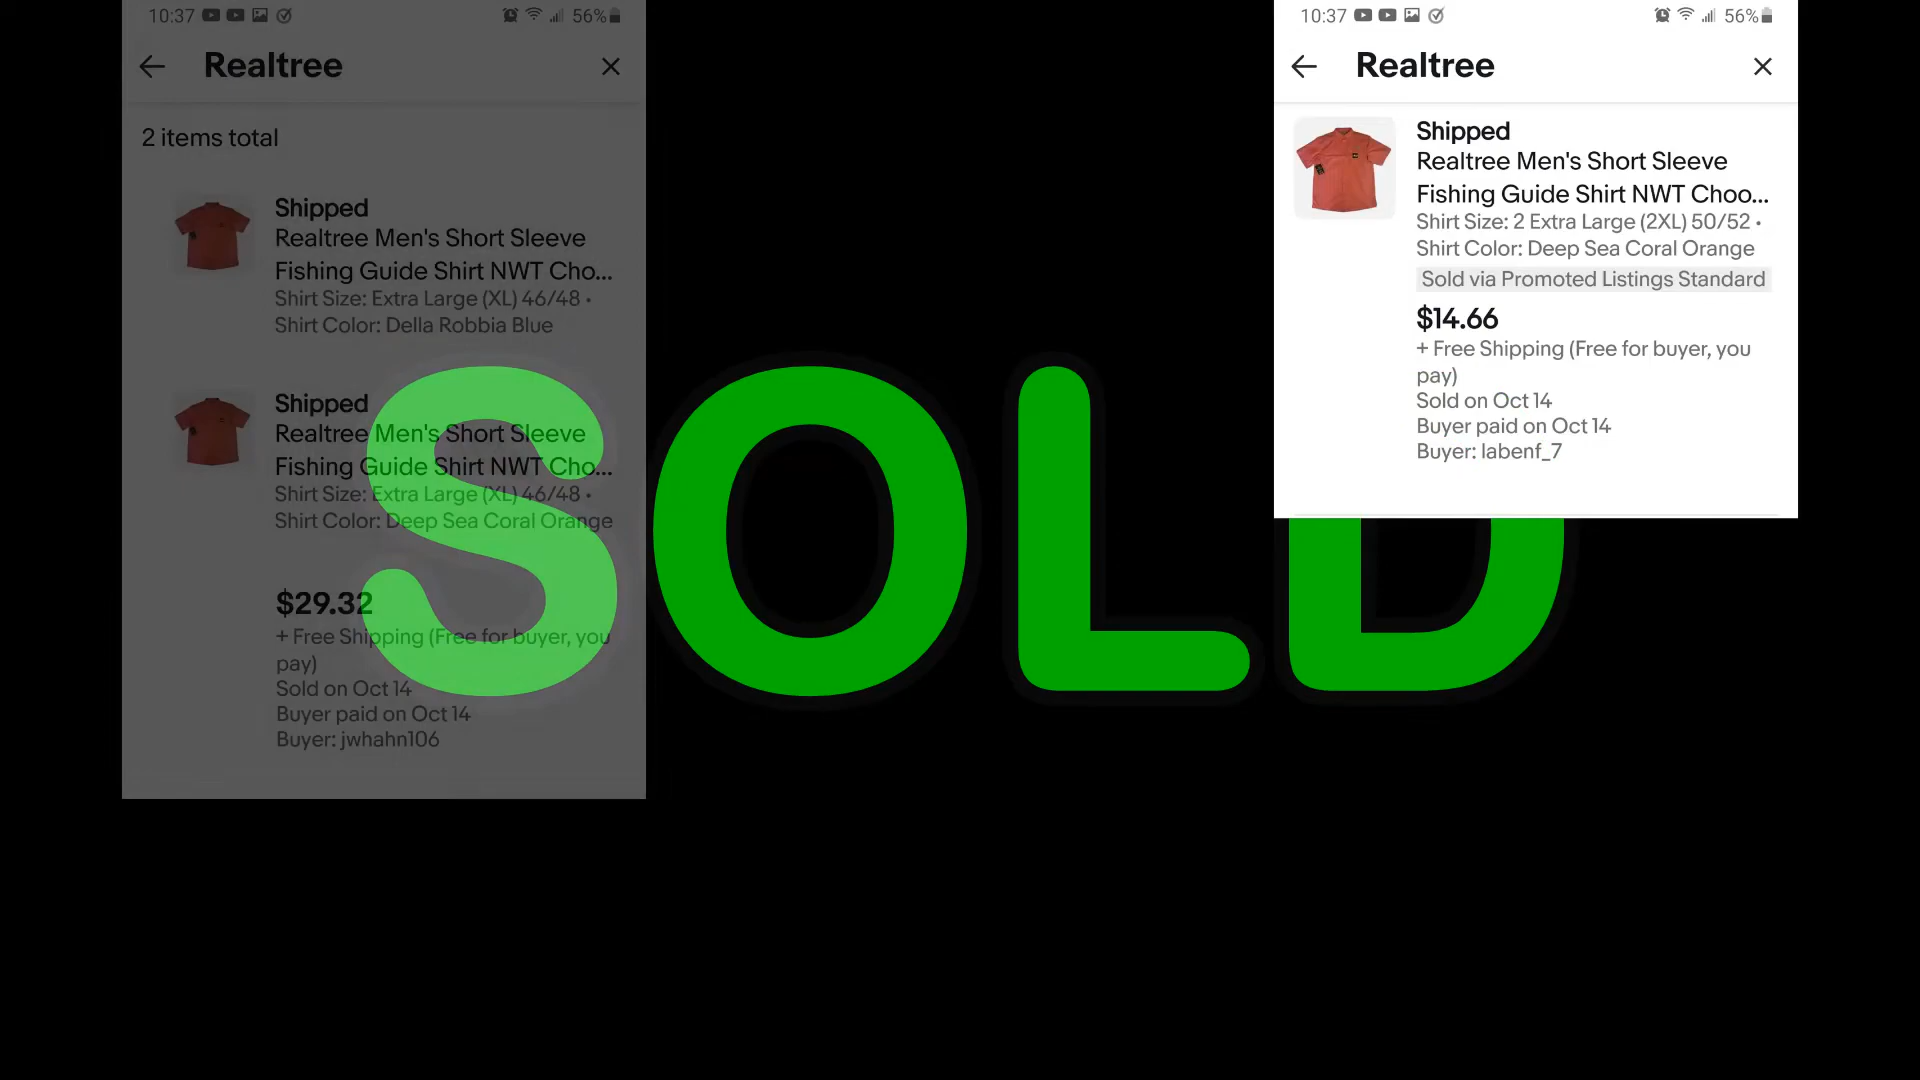 10:37 56%
Realtree
2 items total
Shipped
Realtree Men's Short Sleeve
Fishing Guide Shirt NWT Cho...
Shirt Size: Extra Large (XL) 46/48 •
Shirt Color: Della Robbia Blue
Shipped
Realtree Men's Short Sleeve
Fishing Guide Shirt NWT Cho...
Shirt Size: Extra Large (XL) 46/48 •
Shirt Color: Deep Sea Coral Orange
$29.32
+ Free Shipping (Free for buyer, you
pay)
Sold on Oct 14
Buyer paid on Oct 14
Buyer: jwhahn106
SOLD
10:37 56%
Realtree
Shipped
Realtree Men's Short Sleeve
Fishing Guide Shirt NWT Choo...
Shirt Size: 2 Extra Large (2XL) 50/52 •
Shirt Color: Deep Sea Coral Orange
Sold via Promoted Listings Standard
$14.66
+ Free Shipping (Free for buyer, you
pay)
Sold on Oct 14
Buyer paid on Oct 14
Buyer: labenf_7